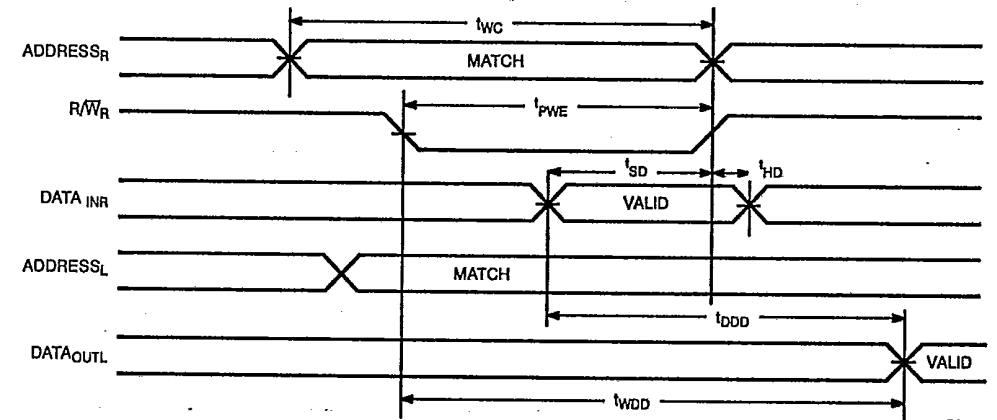 tWC
ADDRESSR
MATCH
R/W̅R
tPWE
tSD
tHD
DATA INR
VALID
ADDRESSL
MATCH
tDDD
DATAOUTL
VALID
tWDD